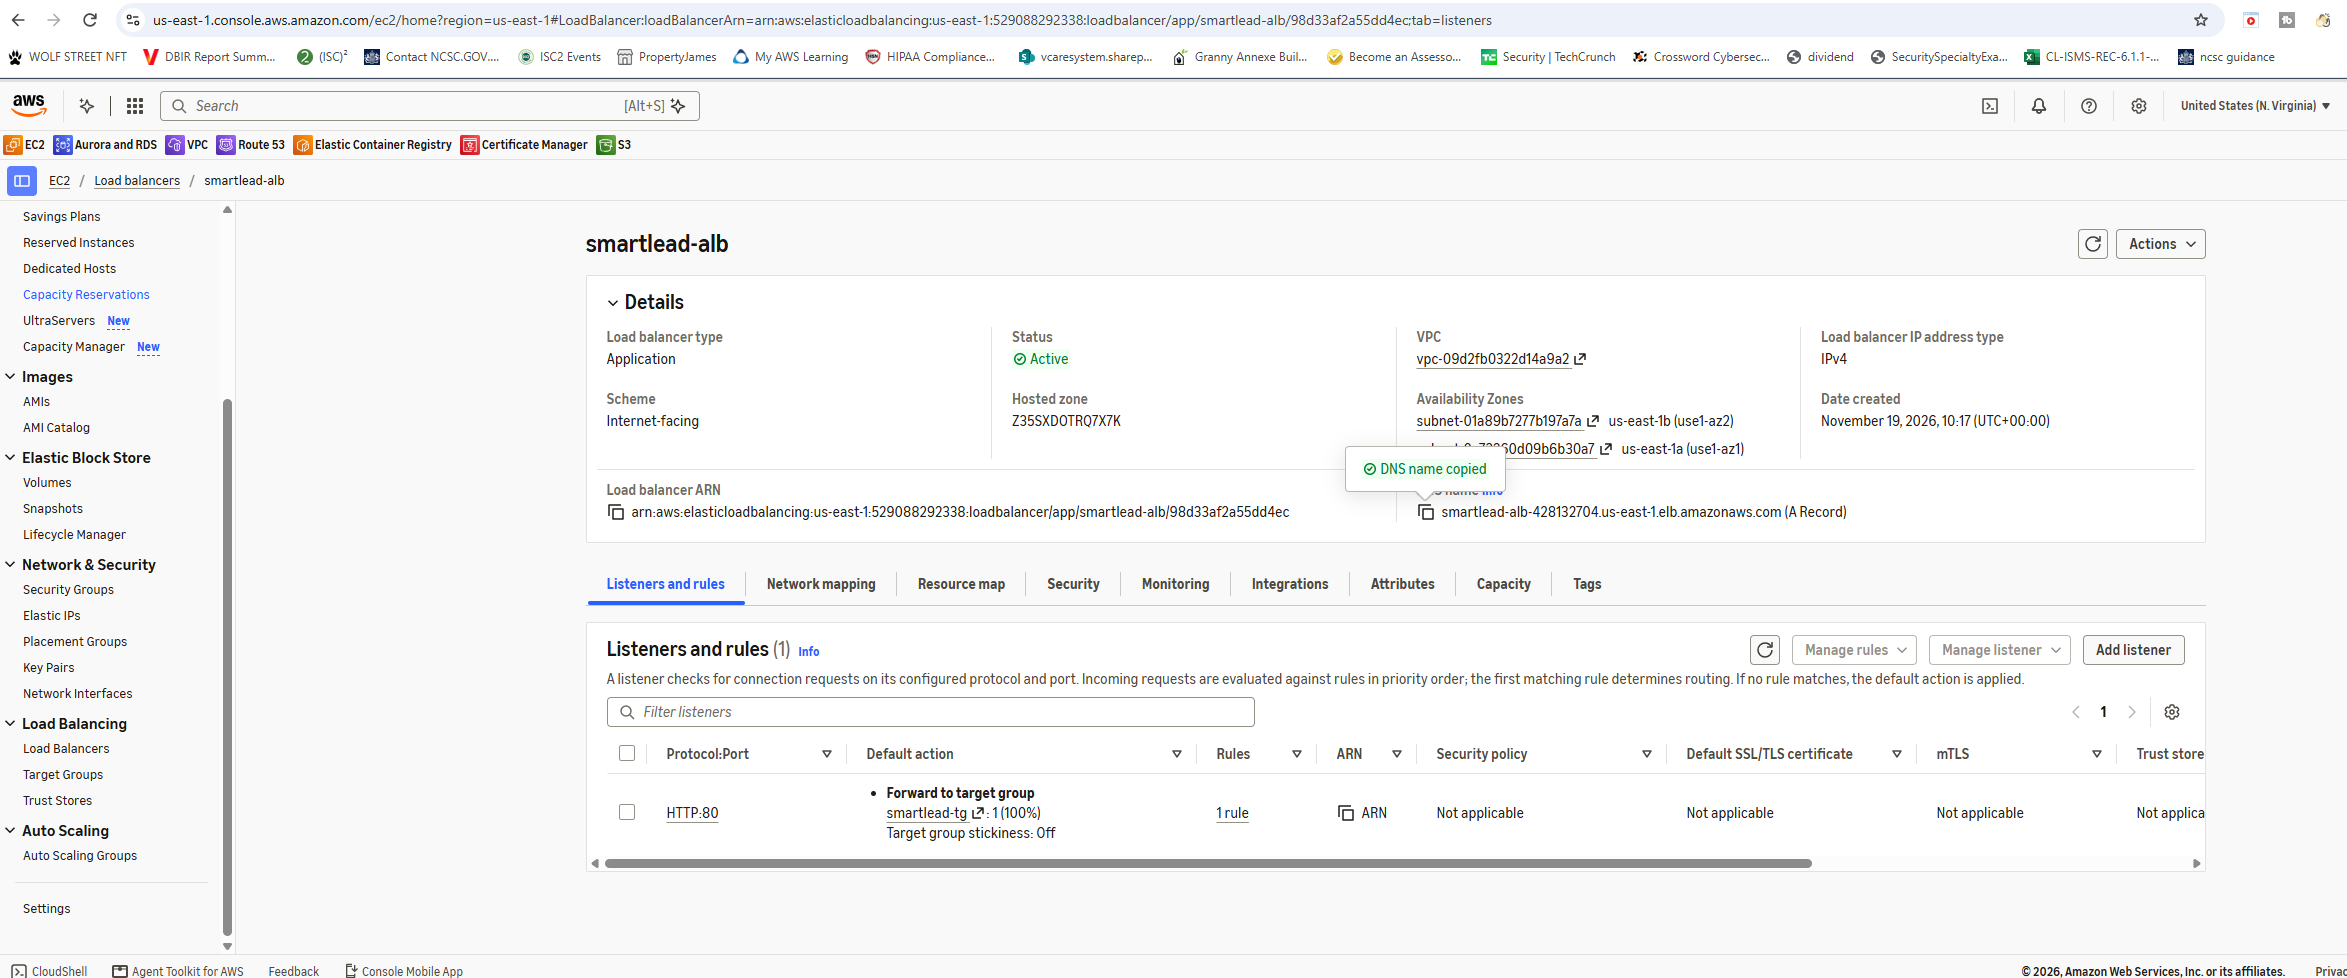 us-east-1.console.aws.amazon.com/ec2/home?region=us-east-1#LoadBalancer:loadBalancerArn=arn:aws:elasticloadbalancing:us-east-1:529088292338:loadbalancer/app/smartlead-alb/98d33af2a55dd4ec;tab=listeners
WOLF STREET NFT DBIR Report Summ... (ISC)² Contact NCSC.GOV.... ISC2 Events PropertyJames My AWS Learning HIPAA Compliance... vcaresystem.sharep... Granny Annexe Buil... Become an Assesso... Security | TechCrunch Crossword Cybersec... dividend SecuritySpecialtyExa... CL-ISMS-REC-6.1.1-... ncsc guidance
aws Search [Alt+S] United States (N. Virginia)
EC2 Aurora and RDS VPC Route 53 Elastic Container Registry Certificate Manager S3
EC2 / Load balancers / smartlead-alb
Savings Plans
Reserved Instances
Dedicated Hosts
Capacity Reservations
UltraServers New
Capacity Manager New
Images
AMIs
AMI Catalog
Elastic Block Store
Volumes
Snapshots
Lifecycle Manager
Network & Security
Security Groups
Elastic IPs
Placement Groups
Key Pairs
Network Interfaces
Load Balancing
Load Balancers
Target Groups
Trust Stores
Auto Scaling
Auto Scaling Groups
Settings
smartlead-alb
Actions
Details
Load balancer type
Application
Status
Active
VPC
vpc-09d2fb0322d14a9a2
Load balancer IP address type
IPv4
Scheme
Internet-facing
Hosted zone
Z35SXDOTRQ7X7K
Availability Zones
subnet-01a89b7277b197a7a us-east-1b (use1-az2)
60d09b6b30a7 us-east-1a (use1-az1)
Date created
November 19, 2026, 10:17 (UTC+00:00)
DNS name copied
Load balancer ARN
arn:aws:elasticloadbalancing:us-east-1:529088292338:loadbalancer/app/smartlead-alb/98d33af2a55dd4ec
name Info
smartlead-alb-428132704.us-east-1.elb.amazonaws.com (A Record)
Listeners and rules Network mapping Resource map Security Monitoring Integrations Attributes Capacity Tags
Listeners and rules (1) Info
Manage rules Manage listener Add listener
A listener checks for connection requests on its configured protocol and port. Incoming requests are evaluated against rules in priority order; the first matching rule determines routing. If no rule matches, the default action is applied.
Filter listeners
1
Protocol:Port Default action Rules ARN Security policy Default SSL/TLS certificate mTLS Trust store
HTTP:80
• Forward to target group
smartlead-tg : 1 (100%)
Target group stickiness: Off
1 rule
ARN
Not applicable
Not applicable
Not applicable
Not applica
CloudShell Agent Toolkit for AWS Feedback Console Mobile App
© 2026, Amazon Web Services, Inc. or its affiliates. Privac